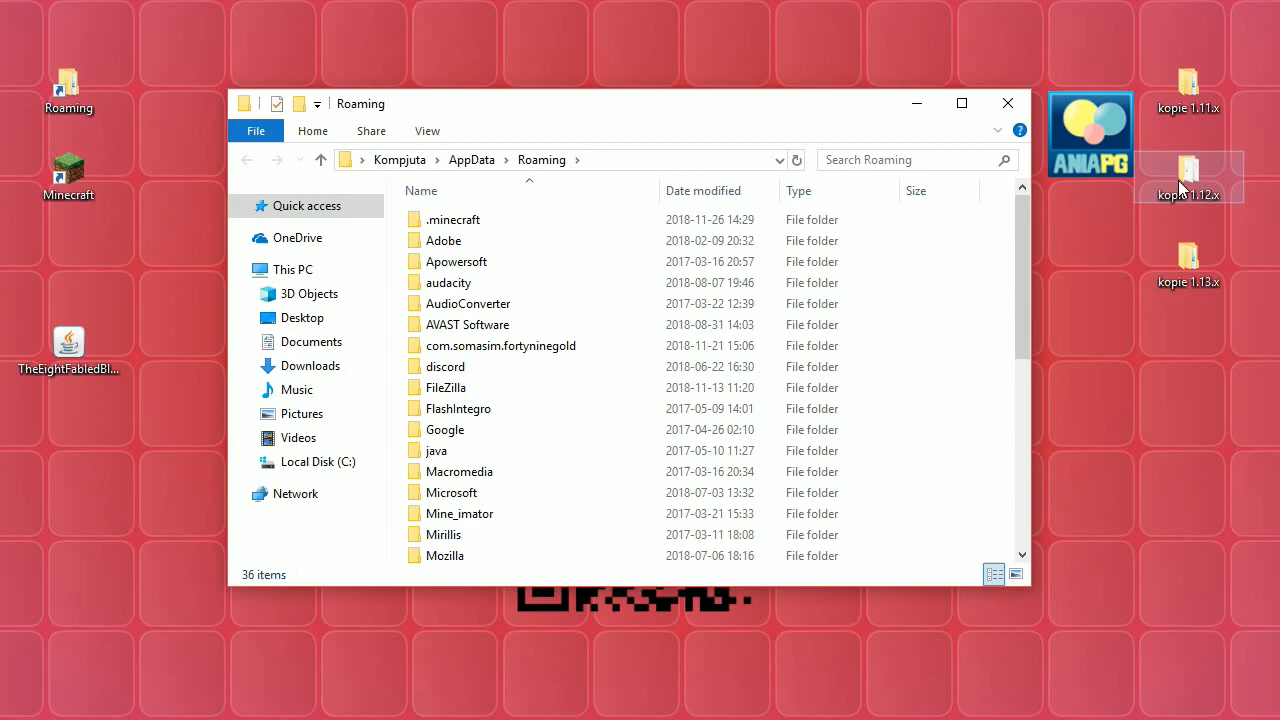 Roaming
Minecraft
TheEightFabledBl...
Roaming
File Home Share View
Kompjuta > AppData > Roaming >
Search Roaming
Quick access
OneDrive
This PC
3D Objects
Desktop
Documents
Downloads
Music
Pictures
Videos
Local Disk (C:)
Network
Name Date modified Type Size
.minecraft 2018-11-26 14:29 File folder
Adobe 2018-02-09 20:32 File folder
Apowersoft 2017-03-16 20:57 File folder
audacity 2018-08-07 19:46 File folder
AudioConverter 2017-03-22 12:39 File folder
AVAST Software 2018-08-31 14:03 File folder
com.somasim.fortyninegold 2018-11-21 15:06 File folder
discord 2018-06-22 16:30 File folder
FileZilla 2018-11-13 11:20 File folder
FlashIntegro 2017-05-09 14:01 File folder
Google 2017-04-26 02:10 File folder
java 2017-05-10 11:27 File folder
Macromedia 2017-03-16 20:34 File folder
Microsoft 2018-07-03 13:32 File folder
Mine_imator 2017-03-21 15:33 File folder
Mirillis 2017-03-11 18:08 File folder
Mozilla 2018-07-06 18:16 File folder
36 items
ANIAPG
kopie 1.11.x
kopie 1.12.x
kopie 1.13.x